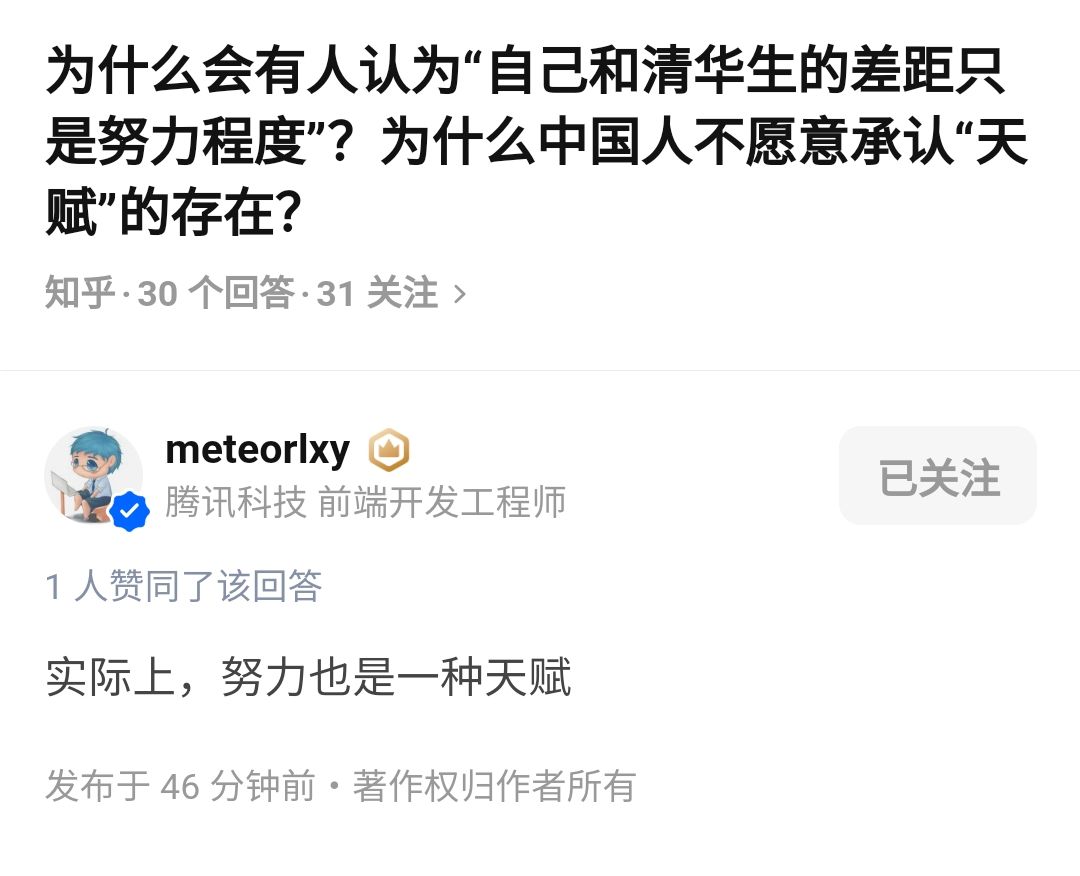 为什么会有人认为“自己和清华生的差距只
是努力程度”？为什么中国人不愿意承认“天
赋”的存在？
知乎·30 个回答·31 关注 >
meteorlxy
已关注
腾讯科技 前端开发工程师
1 人赞同了该回答
实际上，努力也是一种天赋
发布于 46 分钟前・著作权归作者所有